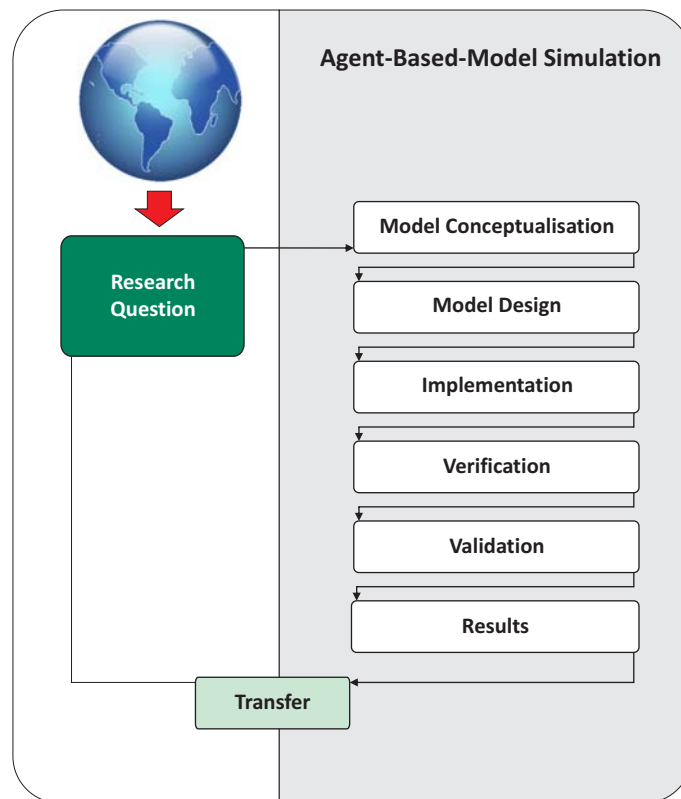 Agent-Based-Model Simulation
Research
Question
Model Conceptualisation
Model Design
Implementation
Verification
Validation
Results
Transfer